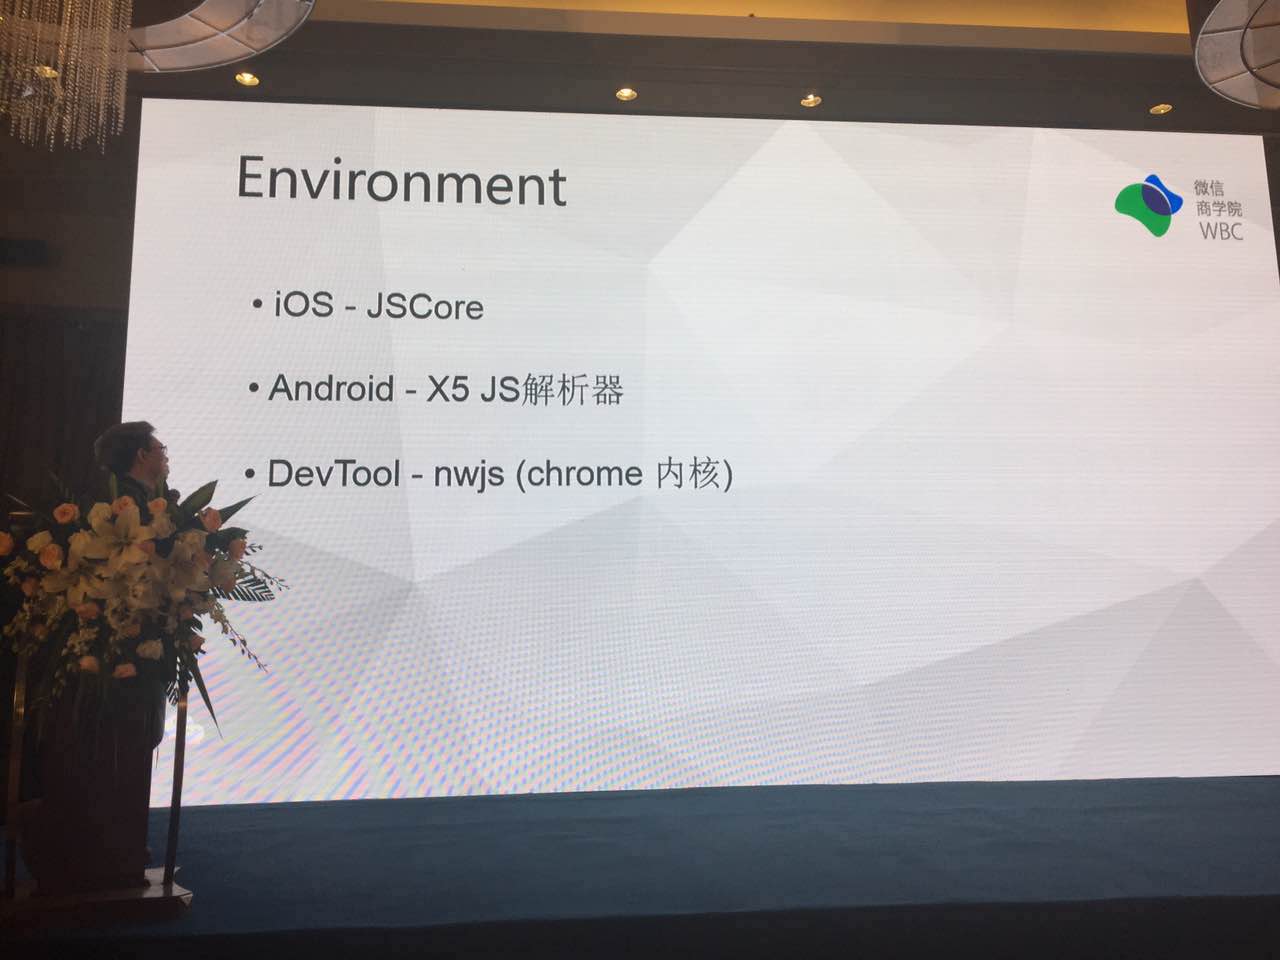 Environment
微信
商学院
WBC
• iOS - JSCore
• Android - X5 JS解析器
• DevTool - nwjs (chrome 内核)